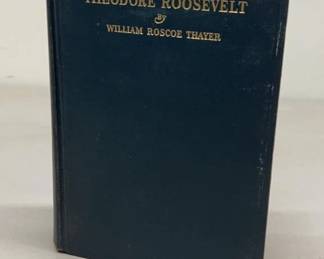 THEODORE ROOSEVELT
By
WILLIAM ROSCOE THAYER